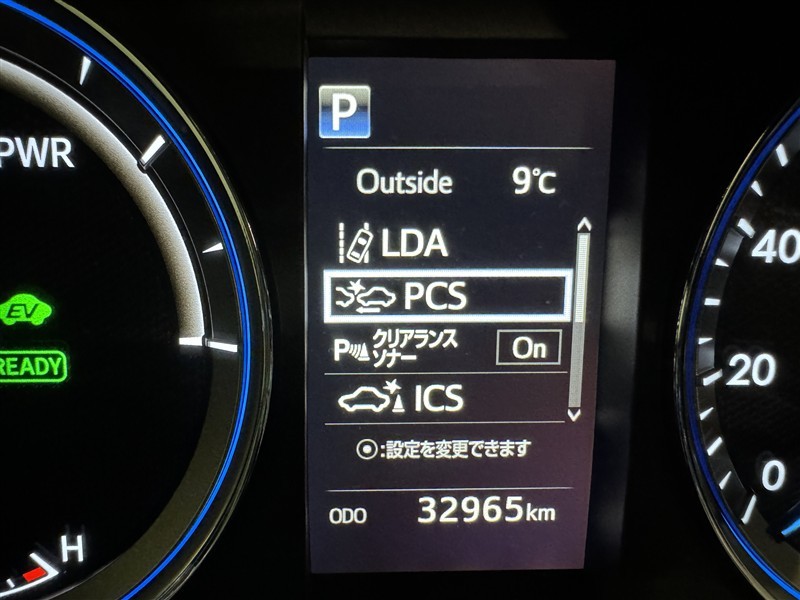 PWR
EV
READY
H
P
Outside 9℃
LDA
PCS
P クリアランス
ソナー On
ICS
⦿:設定を変更できます
ODO 32965km
40
20
0